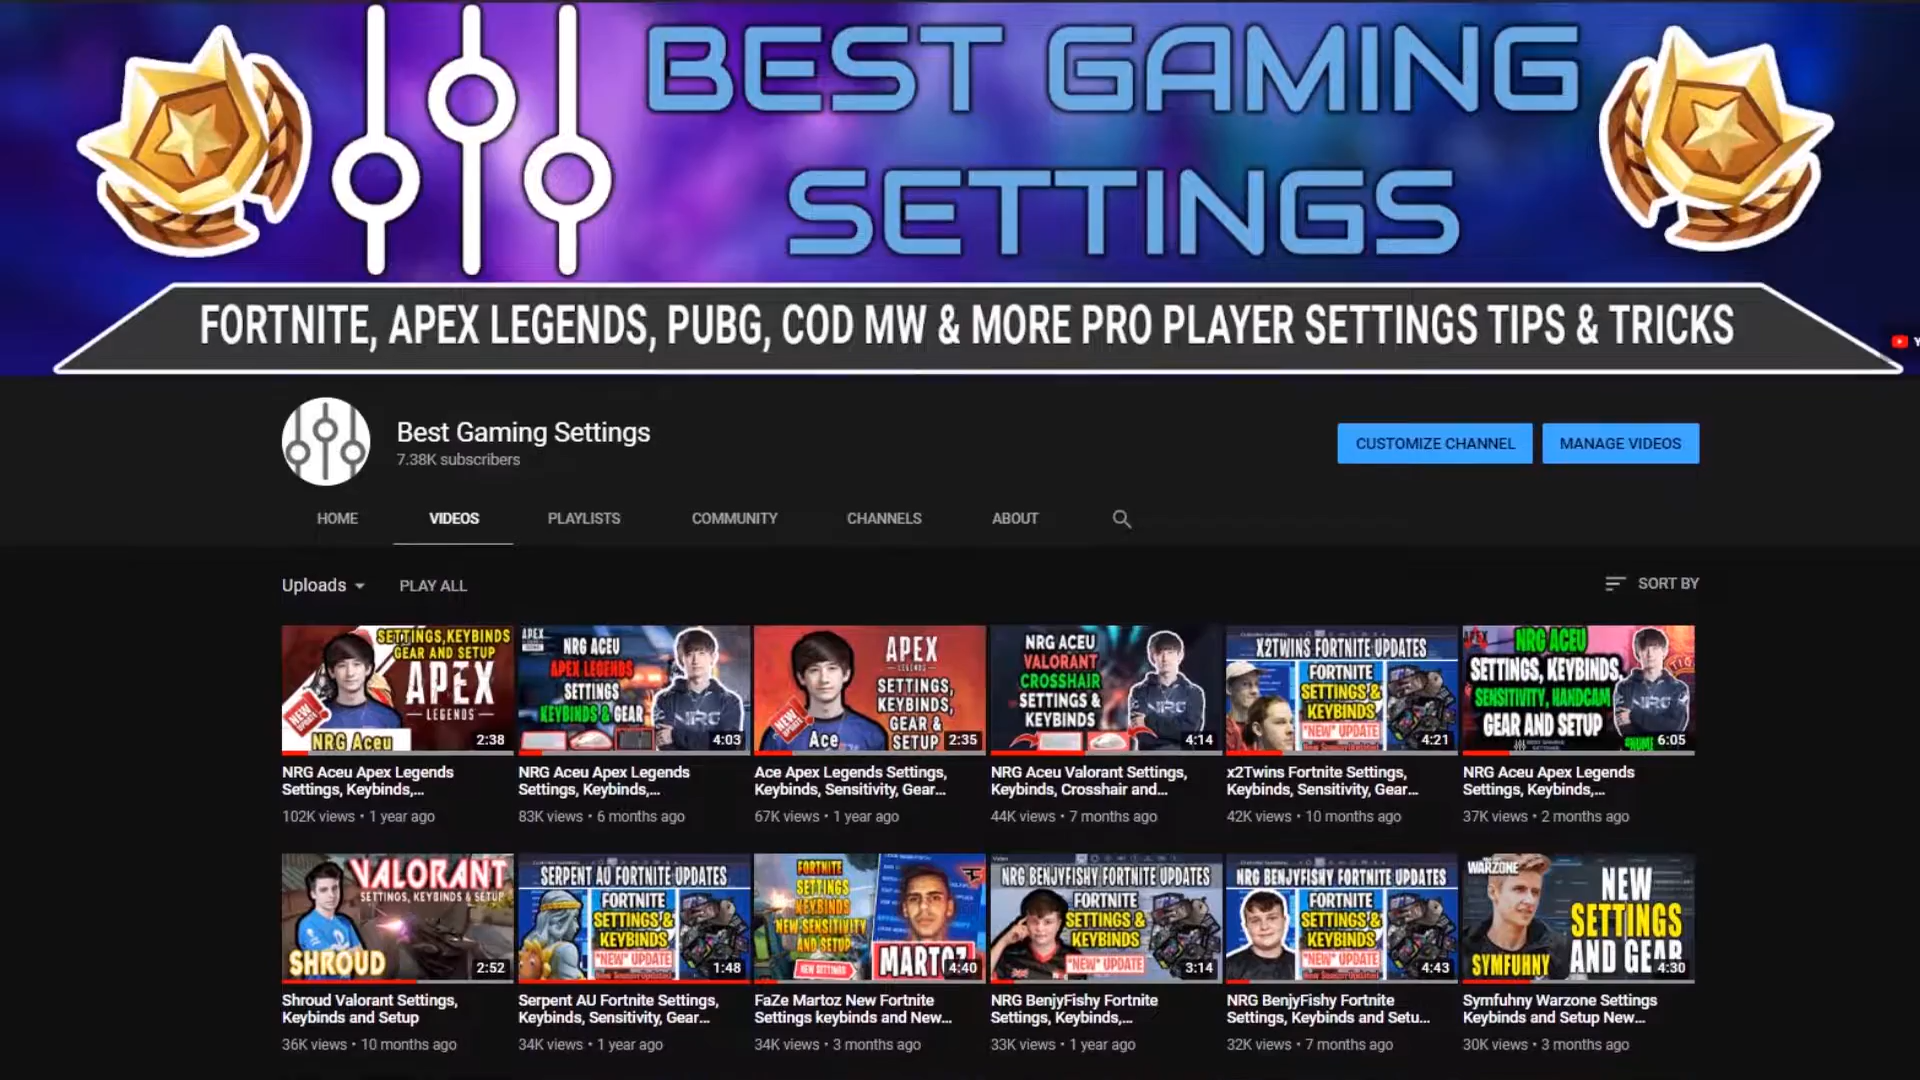 BEST GAMING
SETTINGS
FORTNITE, APEX LEGENDS, PUBG, COD MW & MORE PRO PLAYER SETTINGS TIPS & TRICKS
Best Gaming Settings
7.38K subscribers
CUSTOMIZE CHANNEL
MANAGE VIDEOS
HOME
VIDEOS
PLAYLISTS
COMMUNITY
CHANNELS
ABOUT
Uploads
PLAY ALL
SORT BY
SETTINGS,KEYBINDS
GEAR AND SETUP
APEX
LEGENDS
NEW
NRG Aceu
2:38
NRG ACEU
APEX LEGENDS
SETTINGS
KEYBINDS & GEAR
NRG
4:03
APEX
LEGENDS
SETTINGS,
KEYBINDS,
GEAR &
SETUP
NEW
Ace
2:35
NRG ACEU
VALORANT
CROSSHAIR
SETTINGS &
KEYBINDS
NRG
4:14
X2TWINS FORTNITE UPDATES
FORTNITE
SETTINGS &
KEYBINDS
"NEW" UPDATE
4:21
APEX
NRG ACEU
SETTINGS, KEYBINDS,
SENSITIVITY, HANDCAM
GEAR AND SETUP
NRG
6:05
NRG Aceu Apex Legends
Settings, Keybinds,...
102K views • 1 year ago
NRG Aceu Apex Legends
Settings, Keybinds,...
83K views • 6 months ago
Ace Apex Legends Settings,
Keybinds, Sensitivity, Gear...
67K views • 1 year ago
NRG Aceu Valorant Settings,
Keybinds, Crosshair and...
44K views • 7 months ago
x2Twins Fortnite Settings,
Keybinds, Sensitivity, Gear...
42K views • 10 months ago
NRG Aceu Apex Legends
Settings, Keybinds,...
37K views • 2 months ago
VALORANT
SETTINGS, KEYBINDS & SETUP
SHROUD
2:52
SERPENT AU FORTNITE UPDATES
FORTNITE
SETTINGS &
KEYBINDS
"NEW" UPDATE
1:48
FORTNITE
SETTINGS
KEYBINDS
NEW SENSITIVITY
AND SETUP
NEW SETTINGS
MARTOZ
4:40
NRG BENJYFISHY FORTNITE UPDATES
FORTNITE
SETTINGS &
KEYBINDS
"NEW" UPDATE
3:14
NRG BENJYFISHY FORTNITE UPDATES
FORTNITE
SETTINGS &
KEYBINDS
"NEW" UPDATE
4:43
WARZONE
NEW
SETTINGS
AND GEAR
SYMFUHNY
4:30
Shroud Valorant Settings,
Keybinds and Setup
36K views • 10 months ago
Serpent AU Fortnite Settings,
Keybinds, Sensitivity, Gear...
34K views • 1 year ago
FaZe Martoz New Fortnite
Settings keybinds and New...
34K views • 3 months ago
NRG BenjyFishy Fortnite
Settings, Keybinds,...
33K views • 1 year ago
NRG BenjyFishy Fortnite
Settings, Keybinds and Setu...
32K views • 7 months ago
Symfuhny Warzone Settings
Keybinds and Setup New...
30K views • 3 months ago